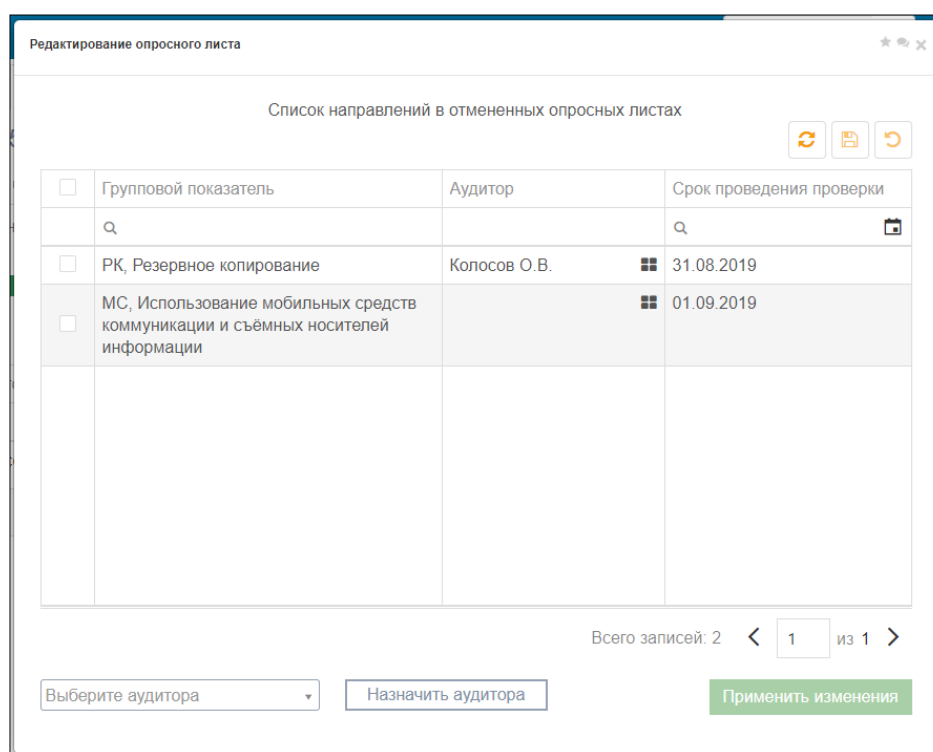 Редактирование опросного листа
Список направлений в отмененных опросных листах
Групповой показатель Аудитор Срок проведения проверки
РК, Резервное копирование Колосов О.В. 31.08.2019
МС, Использование мобильных средств
коммуникации и съёмных носителей
информации
01.09.2019
Всего записей: 2 1 из 1
Выберите аудитора Назначить аудитора Применить изменения